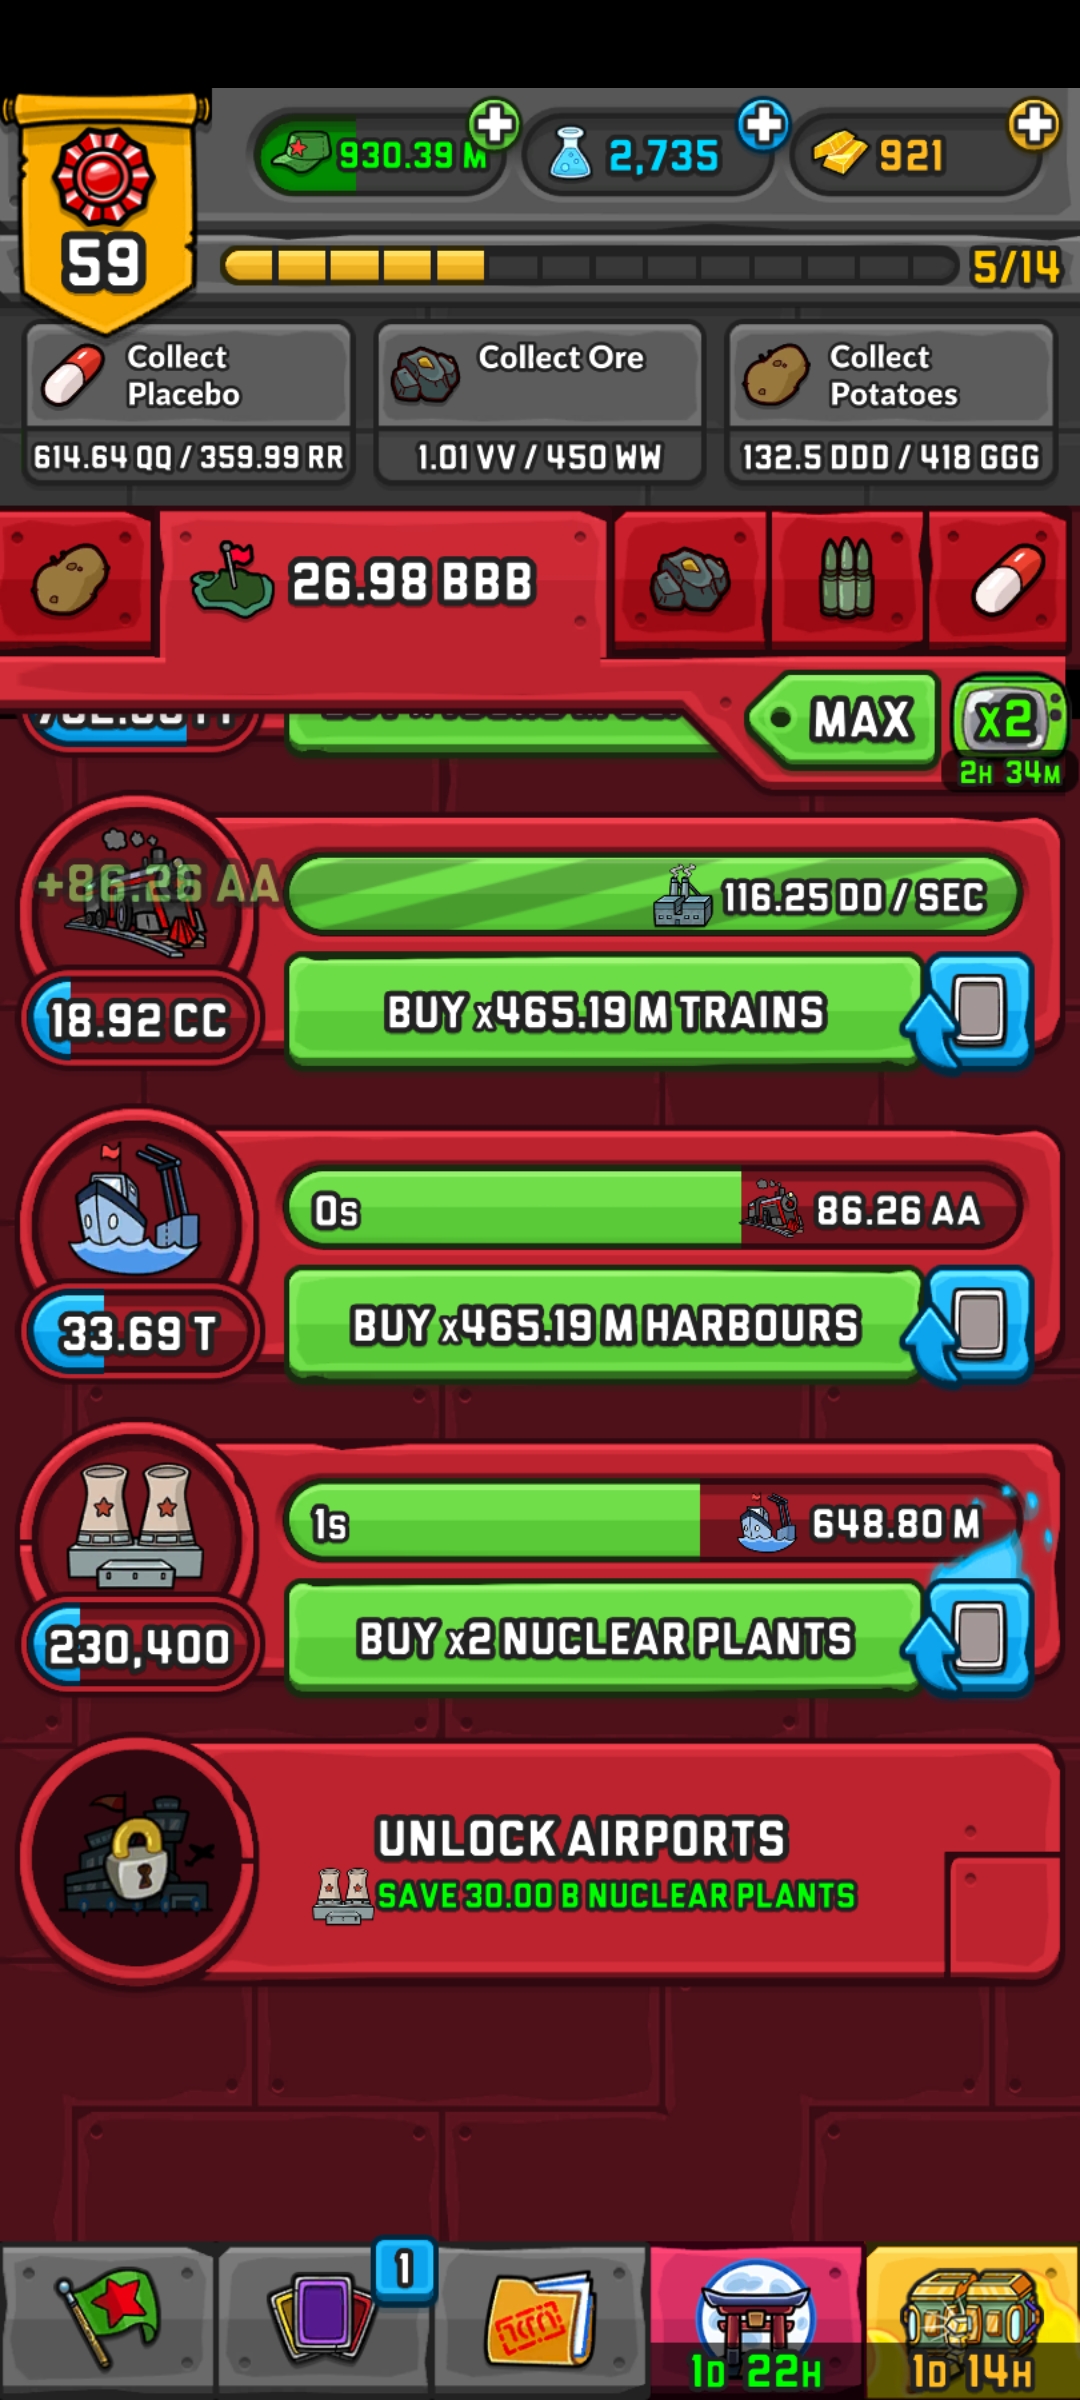 59
930.39 M
2,735
921
5/14
Collect Placebo
614.64 QQ / 359.99 RR
Collect Ore
1.01 VV / 450 WW
Collect Potatoes
132.5 DDD / 418 GGG
26.98 BBB
MAX
x2
2H 34M
+86.26 AA
116.25 DD / SEC
18.92 CC
BUY x465.19 M TRAINS
0s
86.26 AA
33.69 T
BUY x465.19 M HARBOURS
1s
648.80 M
230,400
BUY x2 NUCLEAR PLANTS
UNLOCK AIRPORTS
SAVE 30.00 B NUCLEAR PLANTS
1
1D 22H
1D 14H